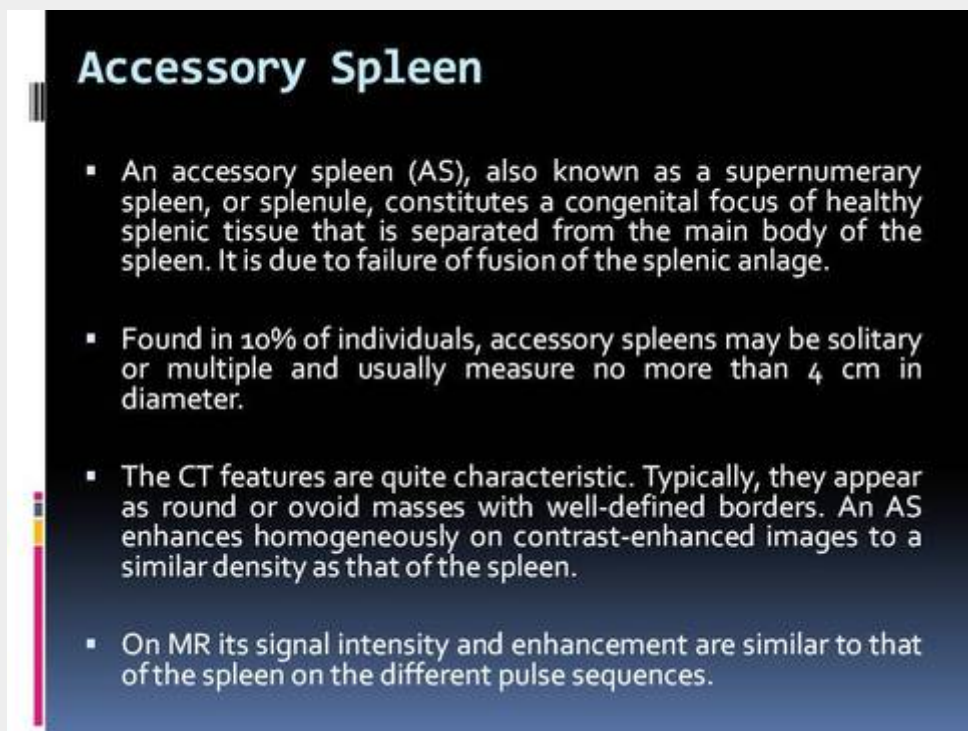 Accessory Spleen
▪ An accessory spleen (AS), also known as a supernumerary
spleen, or splenule, constitutes a congenital focus of healthy
splenic tissue that is separated from the main body of the
spleen. It is due to failure of fusion of the splenic anlage.
▪ Found in 10% of individuals, accessory spleens may be solitary
or multiple and usually measure no more than 4 cm in
diameter.
▪ The CT features are quite characteristic. Typically, they appear
as round or ovoid masses with well-defined borders. An AS
enhances homogeneously on contrast-enhanced images to a
similar density as that of the spleen.
▪ On MR its signal intensity and enhancement are similar to that
of the spleen on the different pulse sequences.